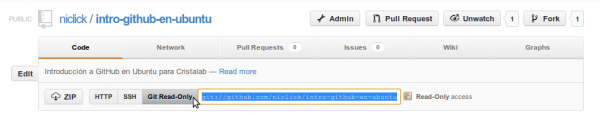 PUBLIC niclick / intro-github-en-ubuntu Admin Pull Request Unwatch 1 Fork 1
Code Network Pull Requests 0 Issues 0 Wiki Graphs
Edit Introducción a GitHub en Ubuntu para Cristalab — Read more
ZIP HTTP SSH Git Read-Only git://github.com/niclick/intro-github-en-ubuntu Read-Only access